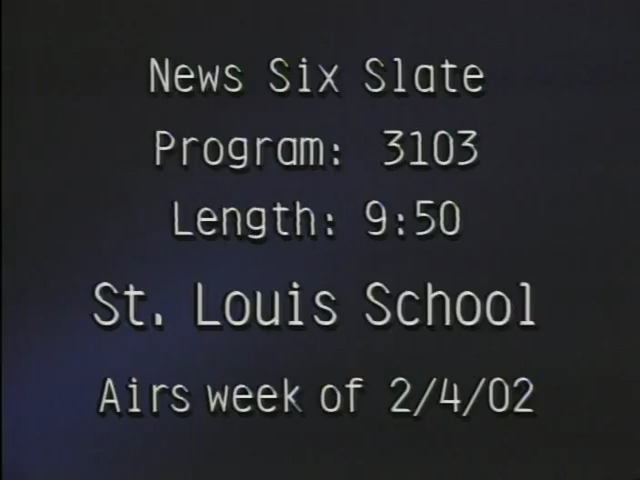 News Six Slate
Program: 3103
Length: 9:50
St. Louis School
Airs week of 2/4/02